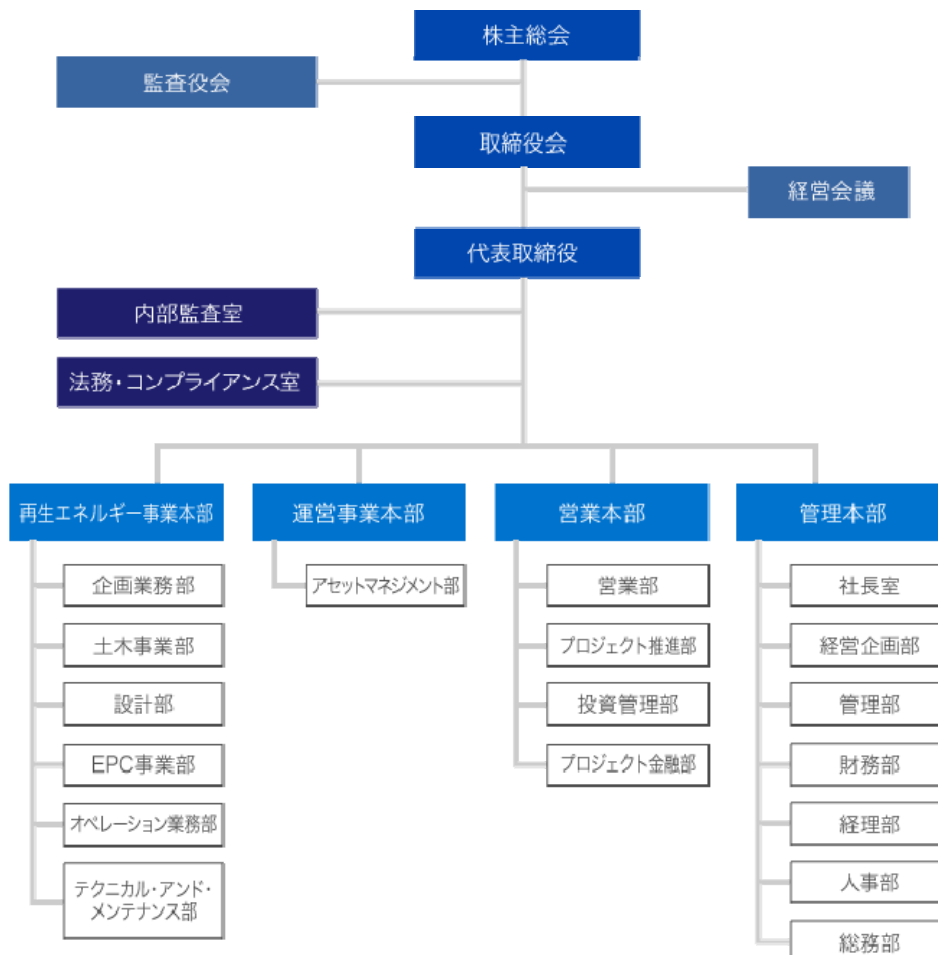 株主総会
監査役会
取締役会
経営会議
代表取締役
内部監査室
法務・コンプライアンス室
再生エネルギー事業本部
企画業務部
土木事業部
設計部
EPC事業部
オペレーション業務部
テクニカル・アンド・
メンテナンス部
運営事業本部
アセットマネジメント部
営業本部
営業部
プロジェクト推進部
投資管理部
プロジェクト金融部
管理本部
社長室
経営企画部
管理部
財務部
経理部
人事部
総務部